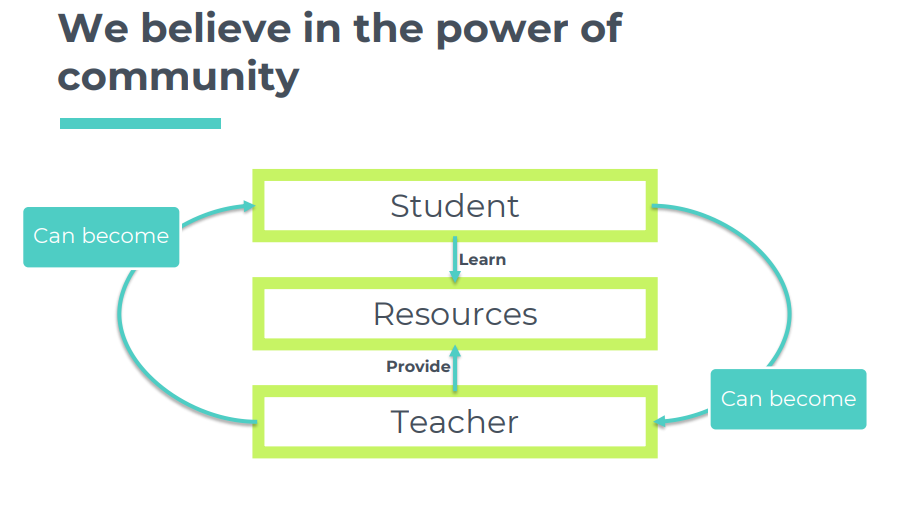 We believe in the power of
community
Student
Can become
Learn
Resources
Provide
Can become
Teacher